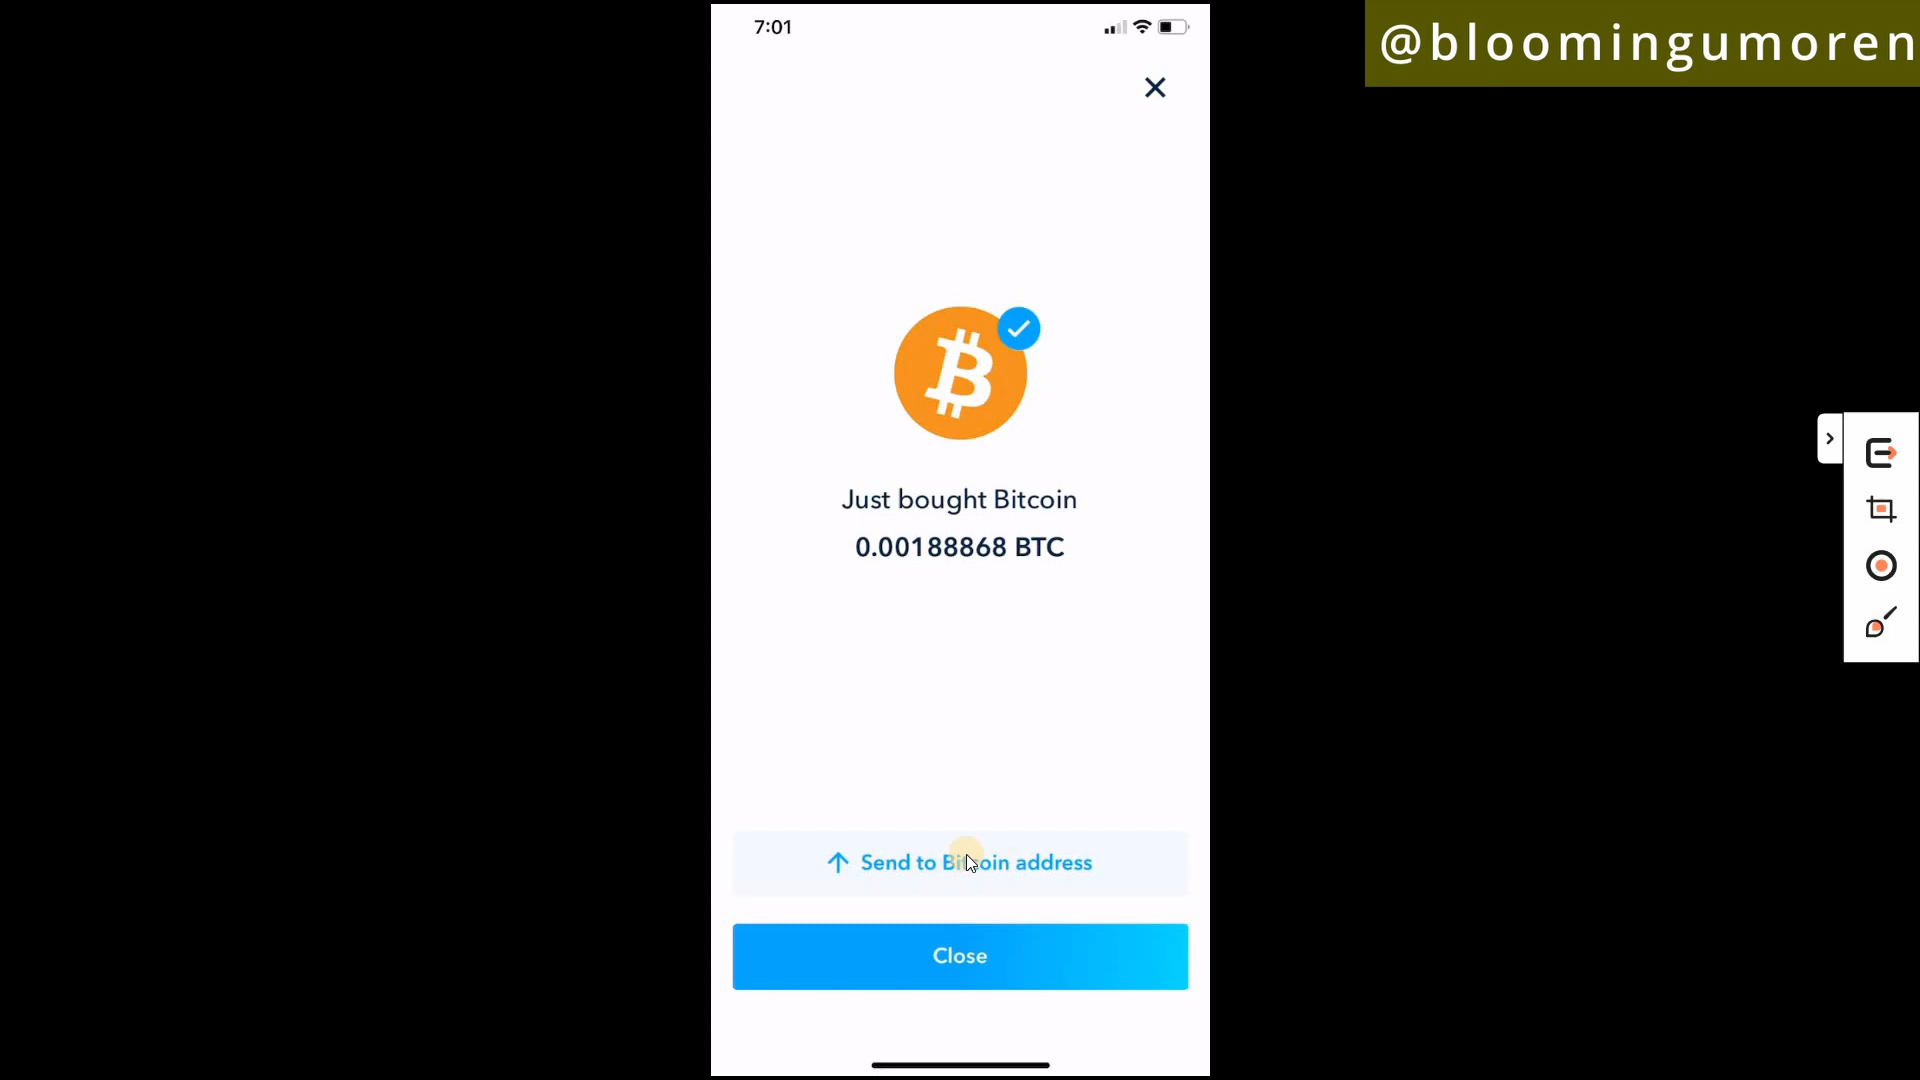 7:01
@bloomingumoren
Just bought Bitcoin
0.00188868 BTC
Send to Bitcoin address
Close